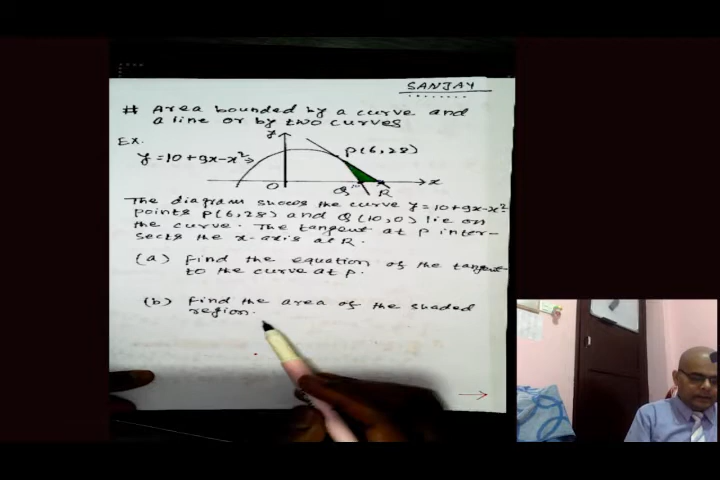 SANJAY
# Area bounded by a curve and
a line or by two curves
Ex.
y
y = 10 + 9x - x²
P(6,28)
O
Q
R
x
The diagram shows the curve y = 10 + 9x - x²
points P(6,28) and Q(10,0) lie on
the curve. The tangent at P inter-
sects the x-axis at R.
(a) Find the equation of the tangent
to the curve at P.
(b) Find the area of the shaded
region.